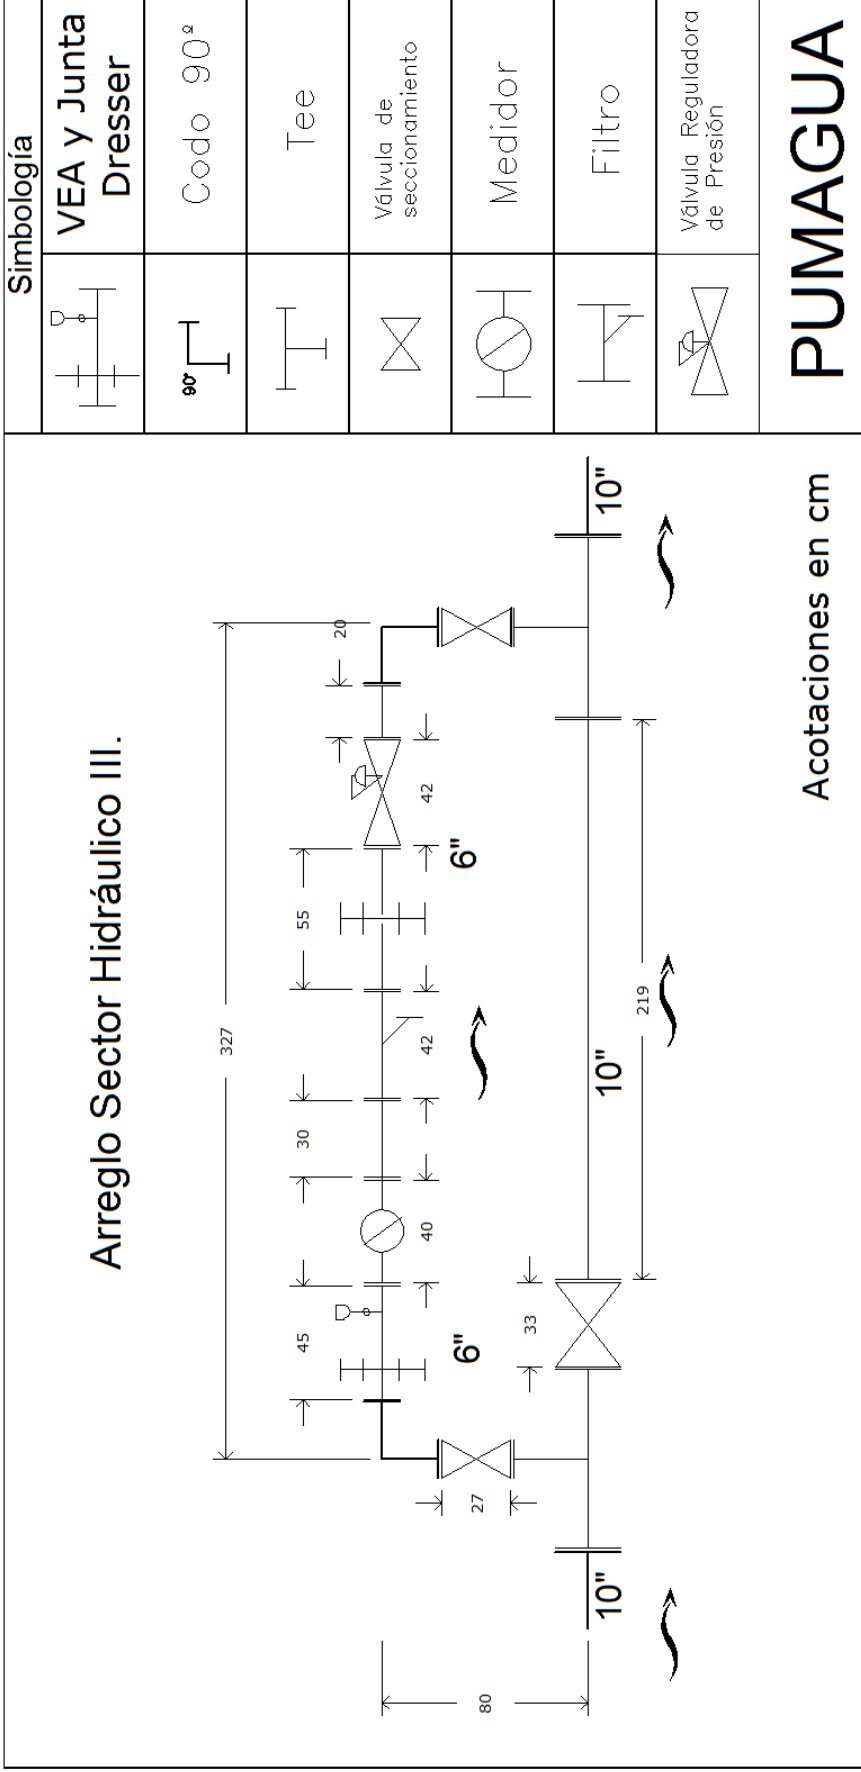 Arreglo Sector Hidráulico III.
327
45
30
55
20
40
42
42
6"
6"
27
33
80
219
10"
10"
10"
Acotaciones en cm
Simbología
VEA y Junta
Dresser
90°
Codo 90º
Tee
Válvula de
seccionamiento
Medidor
Filtro
Válvula Reguladora
de Presión
PUMAGUA